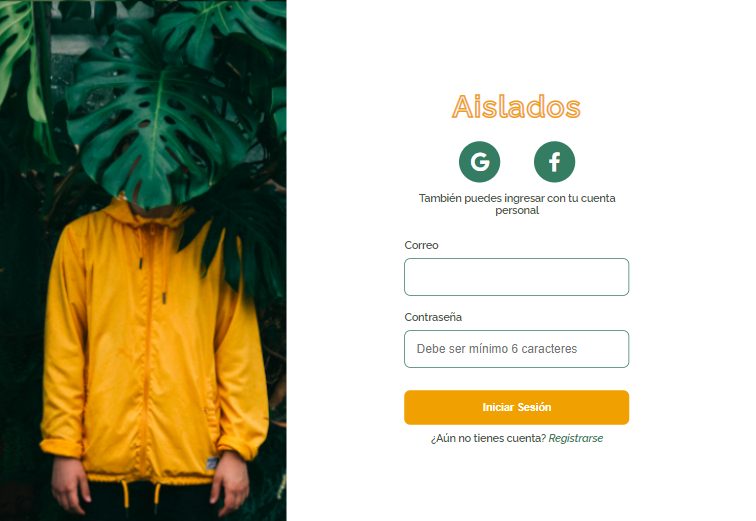 Aislados
También puedes ingresar con tu cuenta
personal
Correo
Contraseña
Debe ser mínimo 6 caracteres
Iniciar Sesión
¿Aún no tienes cuenta? Registrarse